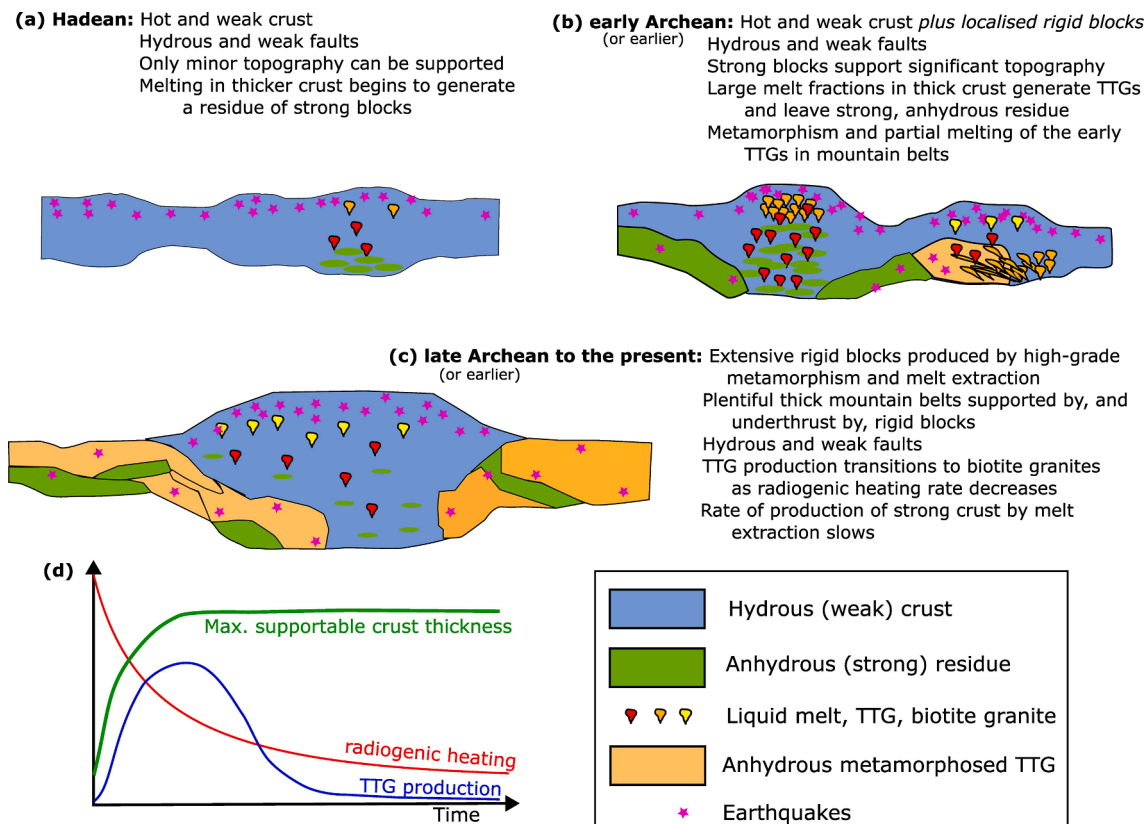 (a) Hadean: Hot and weak crust
Hydrous and weak faults
Only minor topography can be supported
Melting in thicker crust begins to generate
a residue of strong blocks
(b) early Archean: Hot and weak crust plus localised rigid blocks
(or earlier)
Hydrous and weak faults
Strong blocks support significant topography
Large melt fractions in thick crust generate TTGs
and leave strong, anhydrous residue
Metamorphism and partial melting of the early
TTGs in mountain belts
(c) late Archean to the present: Extensive rigid blocks produced by high-grade
(or earlier)
metamorphism and melt extraction
Plentiful thick mountain belts supported by, and
underthrust by, rigid blocks
Hydrous and weak faults
TTG production transitions to biotite granites
as radiogenic heating rate decreases
Rate of production of strong crust by melt
extraction slows
(d)
Max. supportable crust thickness
radiogenic heating
TTG production
Time
Hydrous (weak) crust
Anhydrous (strong) residue
Liquid melt, TTG, biotite granite
Anhydrous metamorphosed TTG
Earthquakes